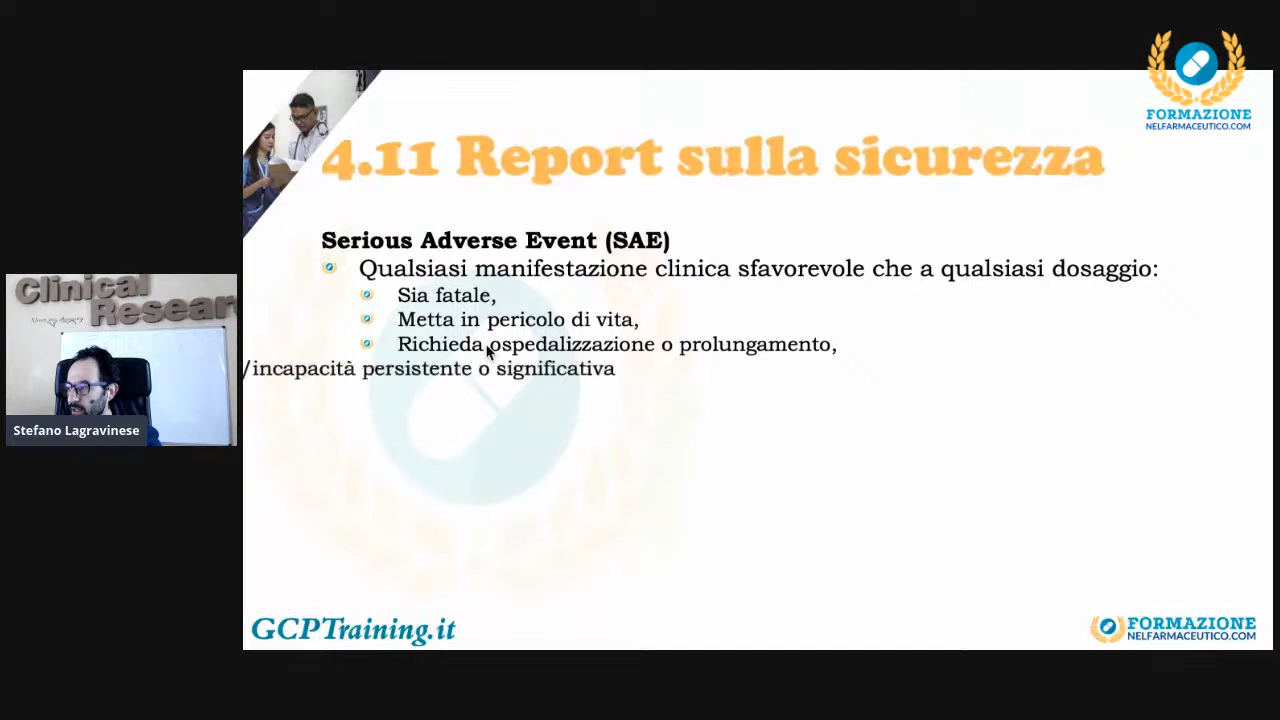 FORMAZIONE
NELFARMACEUTICO.COM
4.11 Report sulla sicurezza
Serious Adverse Event (SAE)
Qualsiasi manifestazione clinica sfavorevole che a qualsiasi dosaggio:
Sia fatale,
Metta in pericolo di vita,
Richieda ospedalizzazione o prolungamento,
/incapacità persistente o significativa
Clinical
Resear
Stefano Lagravinese
GCPTraining.it
FORMAZIONE
NELFARMACEUTICO.COM